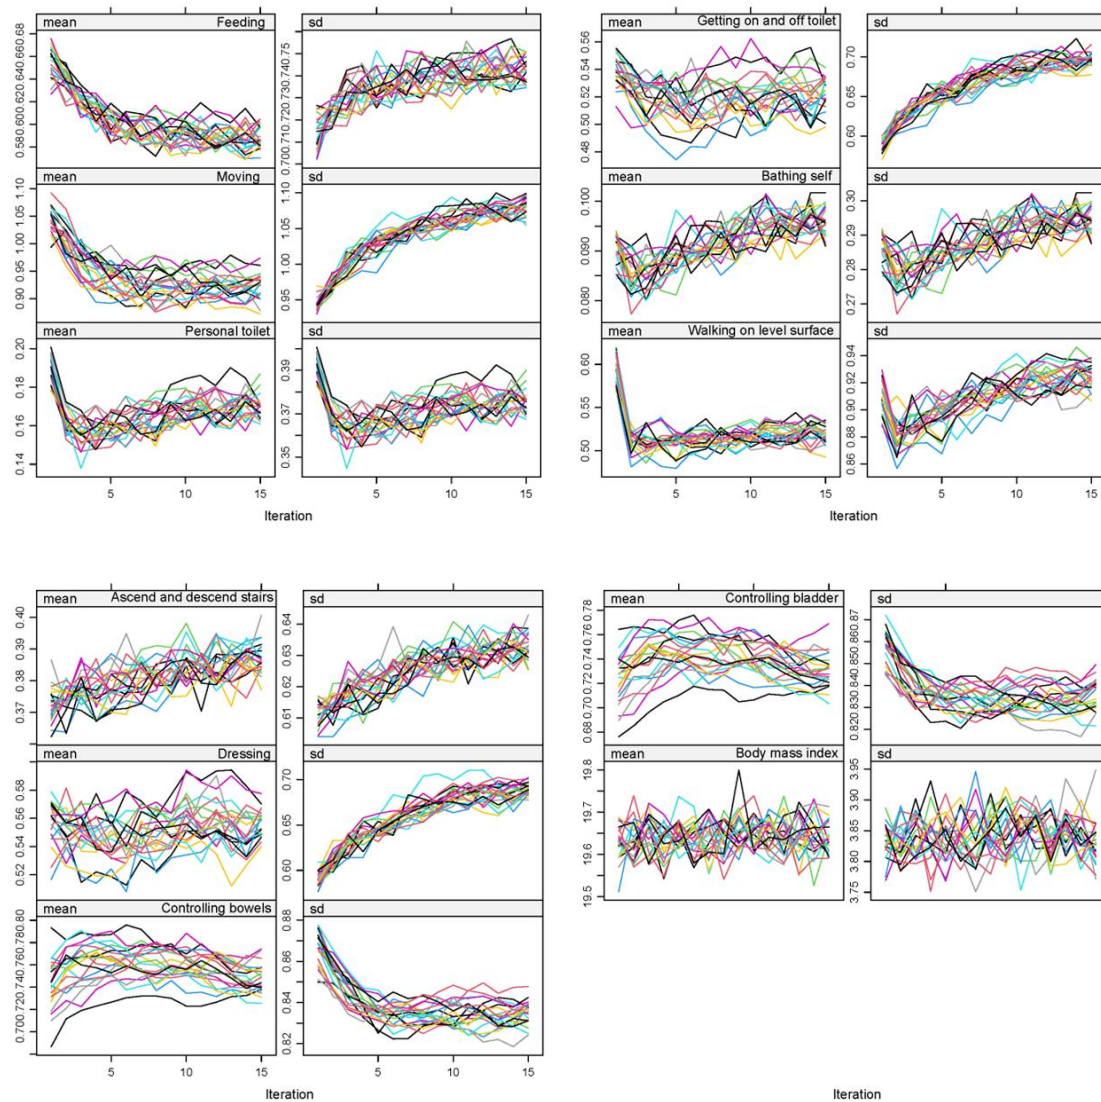 mean Feeding
0.580.600.620.640.660.68
sd
0.700.710.720.730.740.75
mean Moving
0.90 0.95 1.00 1.05 1.10
sd
0.95 1.00 1.05 1.10
mean Personal toilet
0.14 0.16 0.18 0.20
sd
0.35 0.37 0.39
5 10 15
5 10 15
Iteration
mean Getting on and off toilet
0.48 0.50 0.52 0.54 0.56
sd
0.60 0.65 0.70
mean Bathing self
0.080 0.090 0.100
sd
0.27 0.28 0.29 0.30
mean Walking on level surface
0.50 0.55 0.60
sd
0.86 0.88 0.90 0.92 0.94
5 10 15
5 10 15
Iteration
mean Ascend and descend stairs
0.37 0.38 0.39 0.40
sd
0.61 0.62 0.63 0.64
mean Dressing
0.52 0.54 0.56 0.58
sd
0.60 0.65 0.70
mean Controlling bowels
0.700.720.740.760.780.80
sd
0.82 0.84 0.86 0.88
5 10 15
5 10 15
Iteration
mean Controlling bladder
0.680.700.720.740.760.78
sd
0.820.830.840.850.860.87
mean Body mass index
19.5 19.6 19.7 19.8
sd
3.75 3.80 3.85 3.90 3.95
Iteration